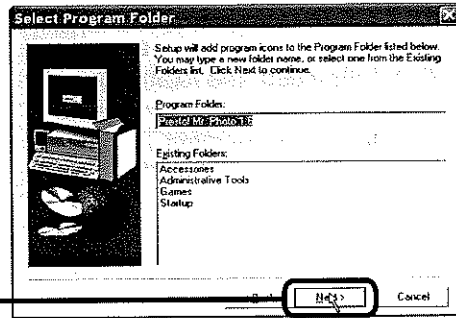 Select Program Folder
Setup will add program icons to the Program Folder listed below.
You may type a new folder name, or select one from the Existing
Folders list. Click Next to continue.
Program Folder:
Presto! Mr. Photo 1.6
Existing Folders:
Accessories
Administrative Tools
Games
Startup
Next >
Cancel